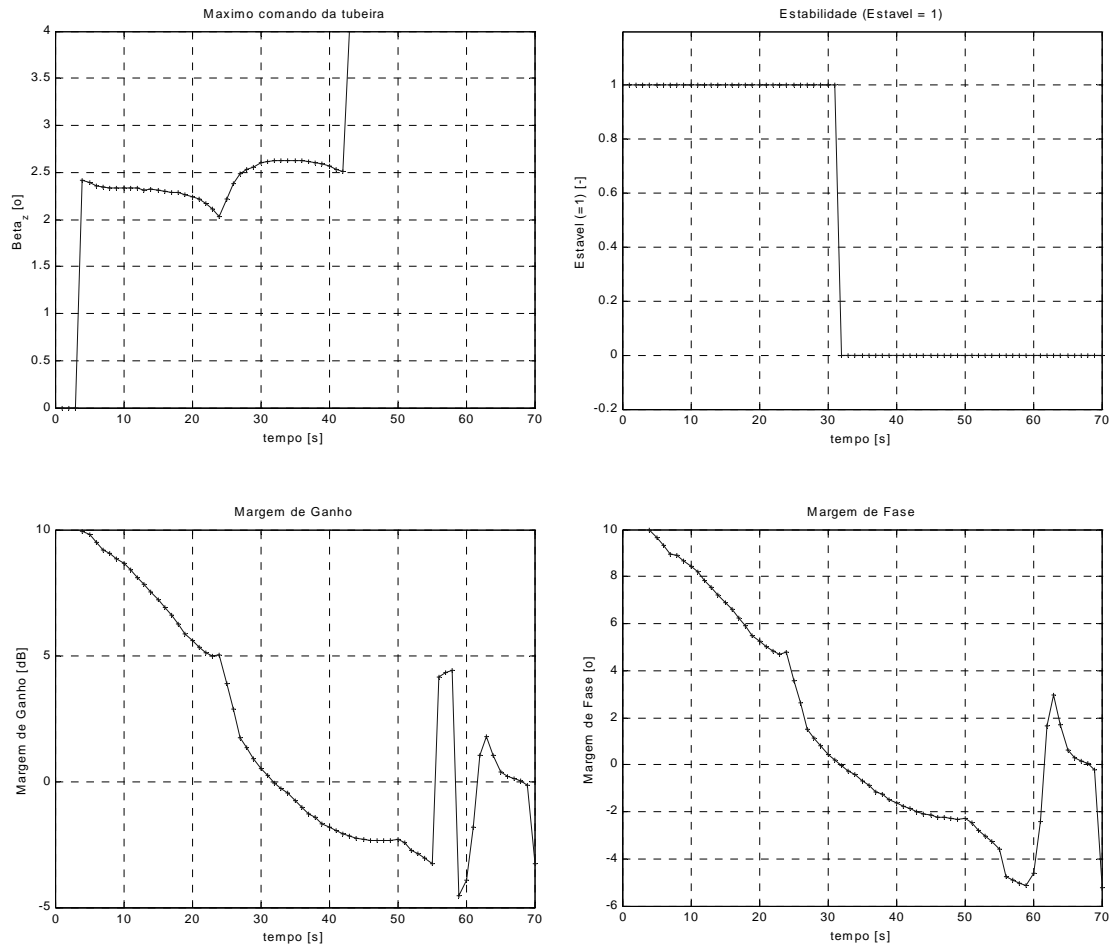 Maximo comando da tubeira
4
3.5
3
2.5
2
1.5
1
0.5
0
Beta_z [o]
0 10 20 30 40 50 60 70
tempo [s]
Estabilidade (Estavel = 1)
1
0.8
0.6
0.4
0.2
0
-0.2
Estavel (=1) [-]
0 10 20 30 40 50 60 70
tempo [s]
Margem de Ganho
10
5
0
-5
Margem de Ganho [dB]
0 10 20 30 40 50 60 70
tempo [s]
Margem de Fase
10
8
6
4
2
0
-2
-4
-6
Margem de Fase [o]
0 10 20 30 40 50 60 70
tempo [s]